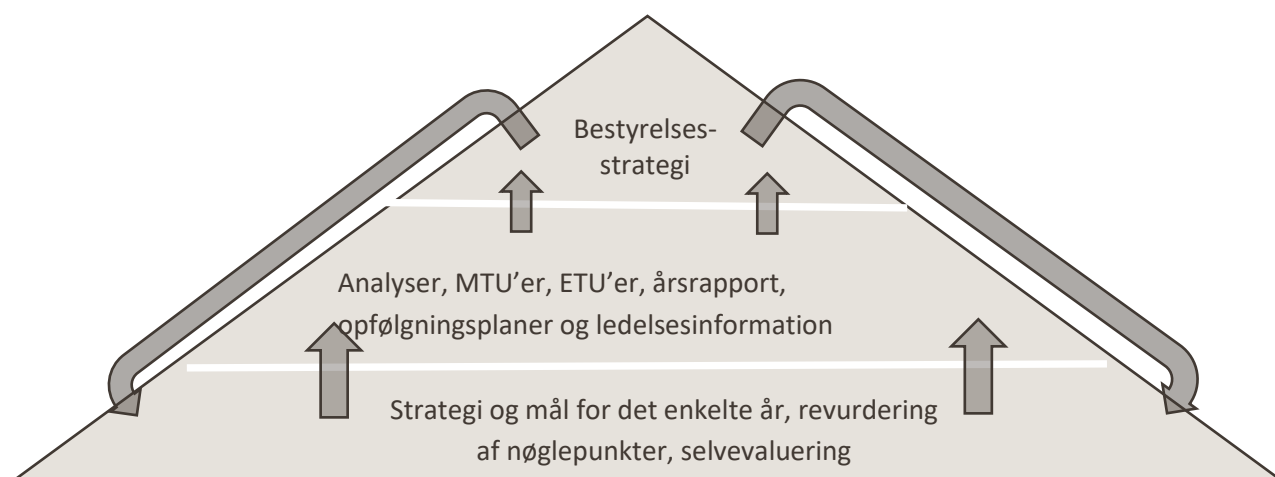 Bestyrelses-
strategi
Analyser, MTU’er, ETU’er, årsrapport,
opfølgningsplaner og ledelsesinformation
Strategi og mål for det enkelte år, revurdering
af nøglepunkter, selvevaluering